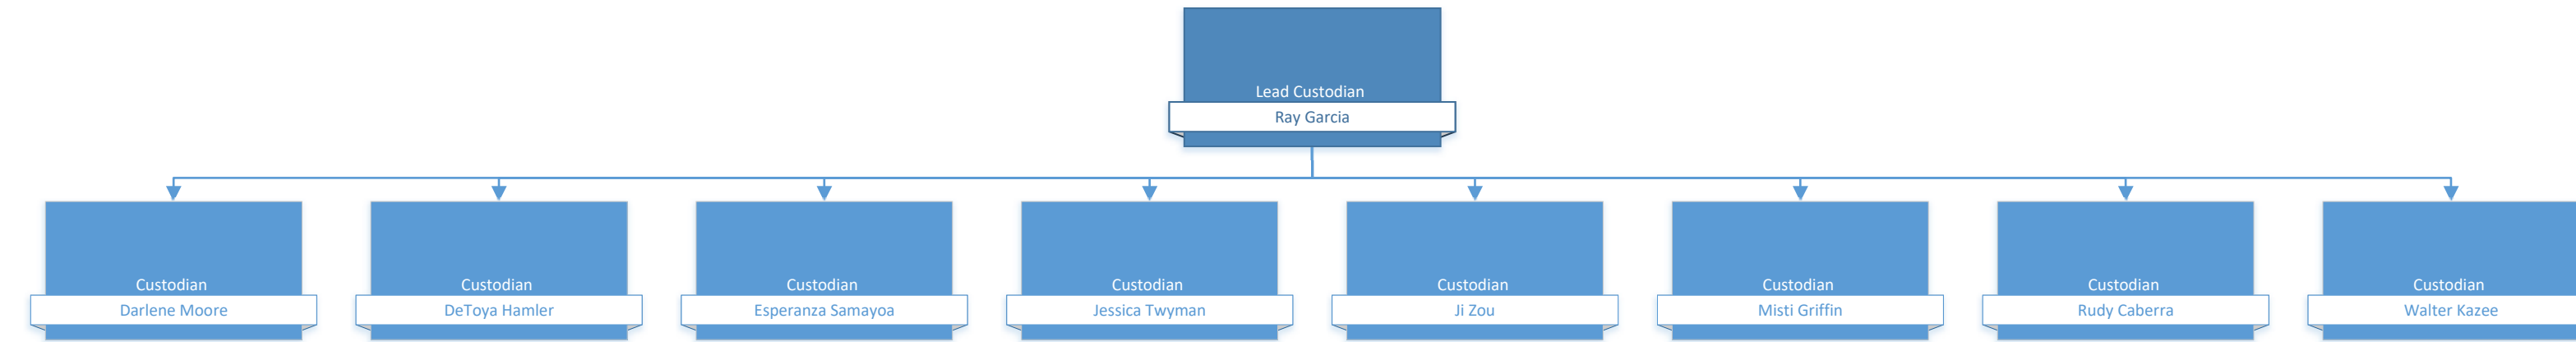 Lead Custodian
Ray Garcia
Custodian
Darlene Moore
Custodian
DeToya Hamler
Custodian
Esperanza Samayoa
Custodian
Jessica Twyman
Custodian
Ji Zou
Custodian
Misti Griffin
Custodian
Rudy Caberra
Custodian
Walter Kazee